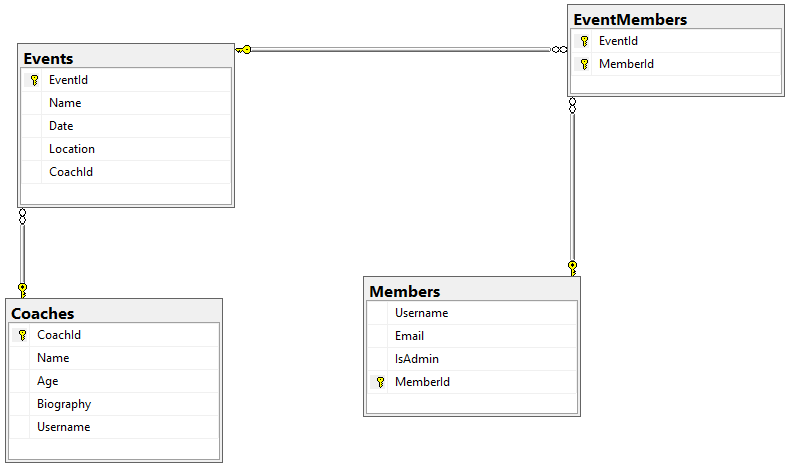 EventMembers
EventId
MemberId
Events
EventId
Name
Date
Location
CoachId
Members
Username
Email
IsAdmin
MemberId
Coaches
CoachId
Name
Age
Biography
Username